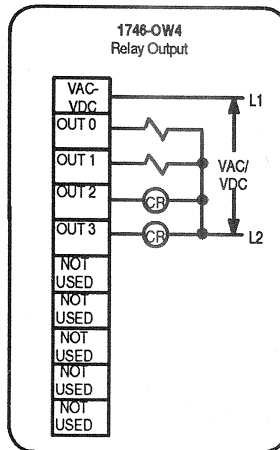 1746-OW4
Relay Output
VAC-
VDC
L1
OUT 0
OUT 1
VAC/
VDC
OUT 2
CR
OUT 3
CR
L2
NOT
USED
NOT
USED
NOT
USED
NOT
USED
NOT
USED